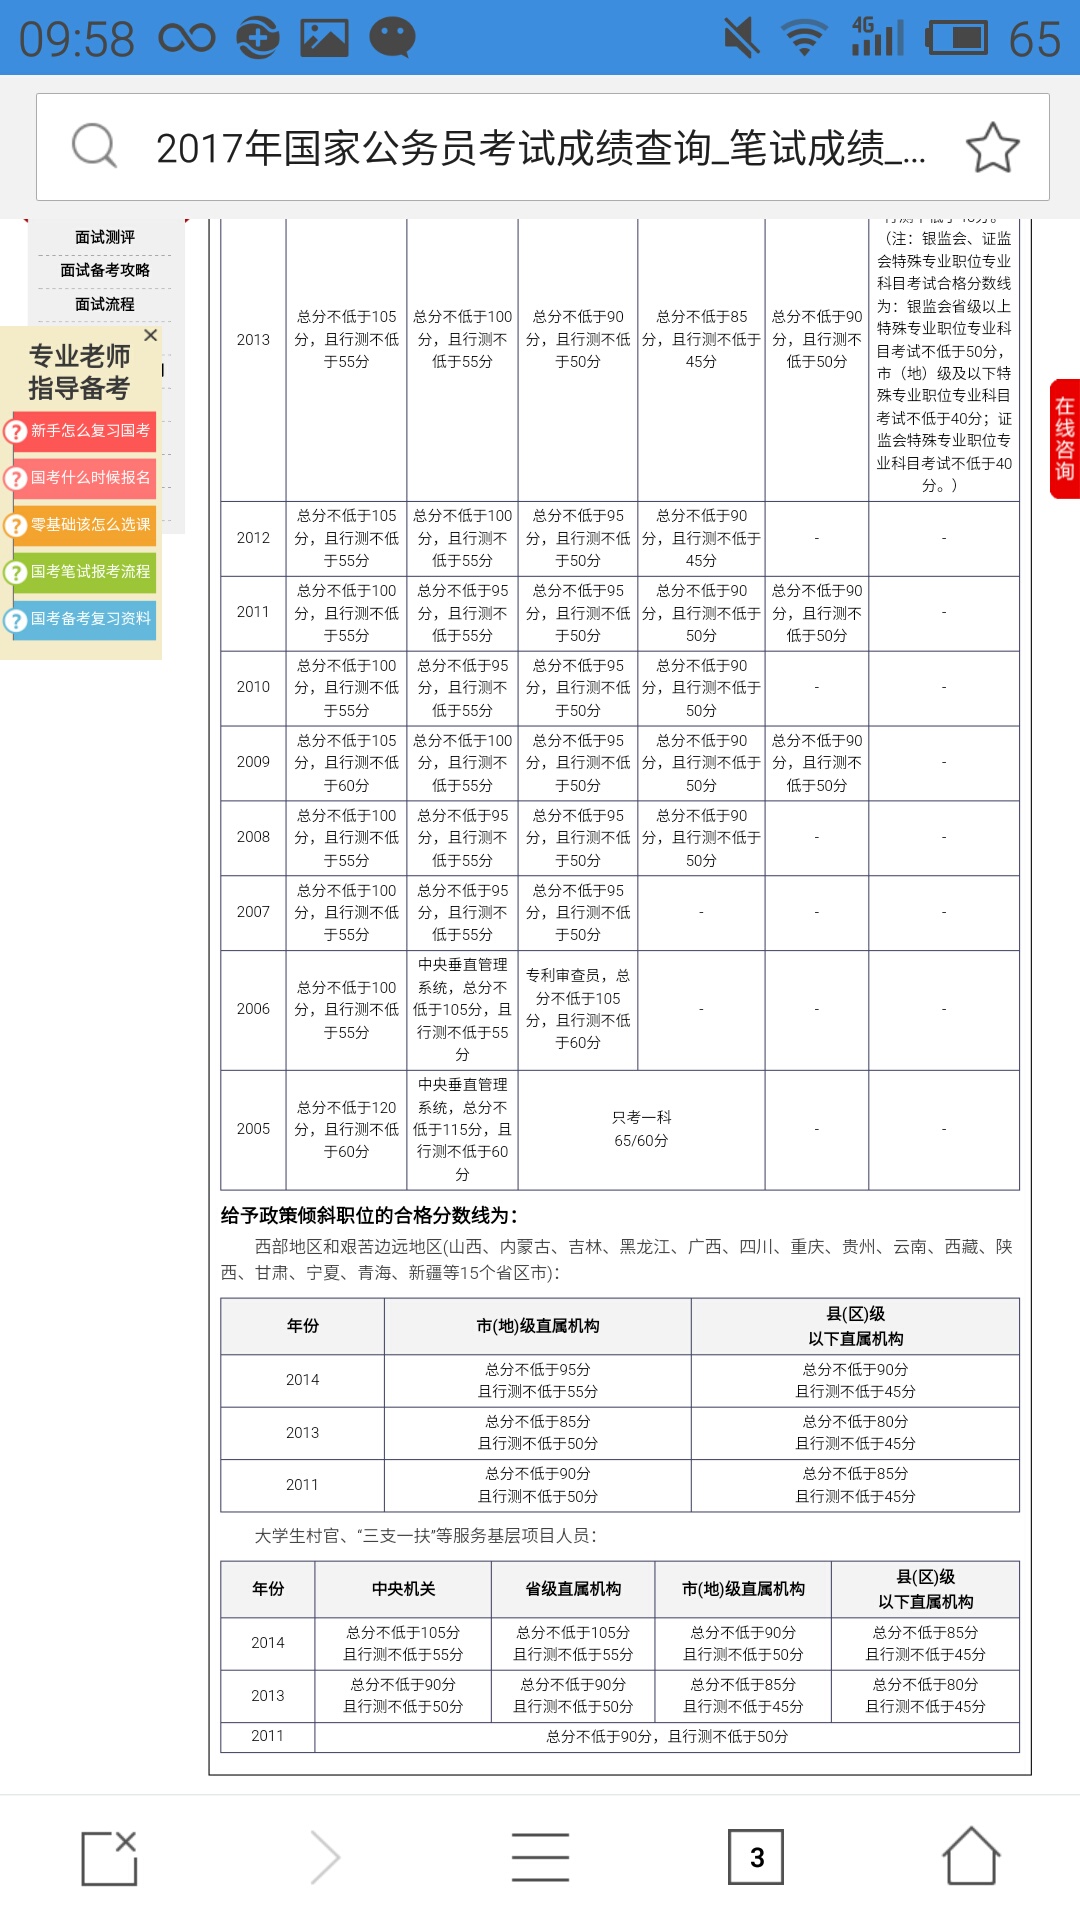 09:58
4G
65
2017年国家公务员考试成绩查询_笔试成绩_...
面试测评
面试备考攻略
面试流程
专业老师
指导备考
新手怎么复习国考
国考什么时候报名
零基础该怎么选课
国考笔试报考流程
国考备考复习资料
在线咨询
2013
总分不低于105
分，且行测不低
于55分
总分不低于100
分，且行测不
低于55分
总分不低于90
分，且行测不低
于50分
总分不低于85
分，且行测不低于
45分
总分不低于90
分，且行测不
低于50分
（注：银监会、证监
会特殊专业职位专业
科目考试合格分数线
为：银监会省级以上
特殊专业职位专业科
目考试不低于50分，
市（地）级及以下特
殊专业职位专业科目
考试不低于40分；证
监会特殊专业职位专
业科目考试不低于40
分。）
2012
总分不低于105
分，且行测不低
于55分
总分不低于100
分，且行测不
低于55分
总分不低于95
分，且行测不低
于50分
总分不低于90
分，且行测不低于
45分
-
-
2011
总分不低于100
分，且行测不低
于55分
总分不低于95
分，且行测不
低于55分
总分不低于95
分，且行测不低
于50分
总分不低于90
分，且行测不低于
50分
总分不低于90
分，且行测不
低于50分
-
2010
总分不低于100
分，且行测不低
于55分
总分不低于95
分，且行测不
低于55分
总分不低于95
分，且行测不低
于50分
总分不低于90
分，且行测不低于
50分
-
-
2009
总分不低于105
分，且行测不低
于60分
总分不低于100
分，且行测不
低于55分
总分不低于95
分，且行测不低
于50分
总分不低于90
分，且行测不低于
50分
总分不低于90
分，且行测不
低于50分
-
2008
总分不低于100
分，且行测不低
于55分
总分不低于95
分，且行测不
低于55分
总分不低于95
分，且行测不低
于50分
总分不低于90
分，且行测不低于
50分
-
-
2007
总分不低于100
分，且行测不低
于55分
总分不低于95
分，且行测不
低于55分
总分不低于95
分，且行测不低
于50分
-
-
-
2006
总分不低于100
分，且行测不低
于55分
中央垂直管理
系统，总分不
低于105分，且
行测不低于55
分
专利审查员，总
分不低于105
分，且行测不低
于60分
-
-
-
2005
总分不低于120
分，且行测不低
于60分
中央垂直管理
系统，总分不
低于115分，且
行测不低于60
分
只考一科
65/60分
-
-
给予政策倾斜职位的合格分数线为：
西部地区和艰苦边远地区(山西、内蒙古、吉林、黑龙江、广西、四川、重庆、贵州、云南、西藏、陕
西、甘肃、宁夏、青海、新疆等15个省区市)：
年份
市(地)级直属机构
县(区)级
以下直属机构
2014
总分不低于95分
且行测不低于55分
总分不低于90分
且行测不低于45分
2013
总分不低于85分
且行测不低于50分
总分不低于80分
且行测不低于45分
2011
总分不低于90分
且行测不低于50分
总分不低于85分
且行测不低于45分
大学生村官、“三支一扶”等服务基层项目人员：
年份
中央机关
省级直属机构
市(地)级直属机构
县(区)级
以下直属机构
2014
总分不低于105分
且行测不低于55分
总分不低于105分
且行测不低于55分
总分不低于90分
且行测不低于50分
总分不低于85分
且行测不低于45分
2013
总分不低于90分
且行测不低于50分
总分不低于90分
且行测不低于50分
总分不低于85分
且行测不低于45分
总分不低于80分
且行测不低于45分
2011
总分不低于90分，且行测不低于50分
3